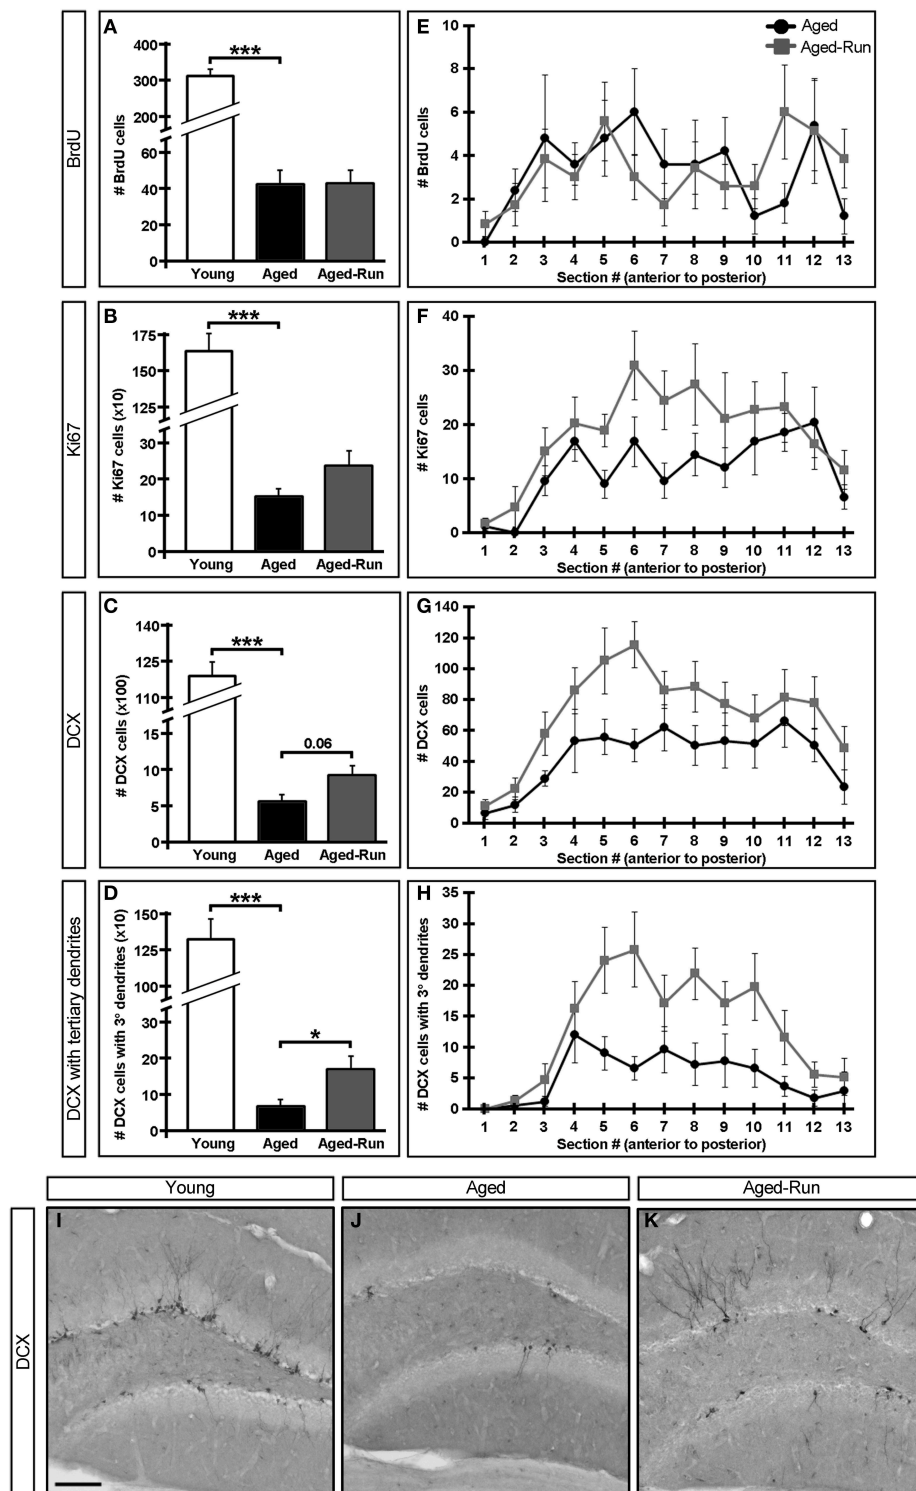 BrdU
A
# BrdU cells
400
300
200
60
40
20
0
***
Young Aged Aged-Run
E
Aged
Aged-Run
# BrdU cells
10
8
6
4
2
0
1 2 3 4 5 6 7 8 9 10 11 12 13
Section # (anterior to posterior)
Ki67
B
# Ki67 cells (x10)
175
150
125
30
20
10
0
***
Young Aged Aged-Run
F
# Ki67 cells
40
30
20
10
0
1 2 3 4 5 6 7 8 9 10 11 12 13
Section # (anterior to posterior)
DCX
C
# DCX cells (x100)
140
125
110
15
10
5
0
***
0.06
Young Aged Aged-Run
G
# DCX cells
140
120
100
80
60
40
20
0
1 2 3 4 5 6 7 8 9 10 11 12 13
Section # (anterior to posterior)
DCX with tertiary dendrites
D
# DCX cells with 3° dendrites (x10)
150
125
100
30
20
10
0
***
*
Young Aged Aged-Run
H
# DCX cells with 3° dendrites
35
30
25
20
15
10
5
0
1 2 3 4 5 6 7 8 9 10 11 12 13
Section # (anterior to posterior)
Young
Aged
Aged-Run
DCX
I
J
K